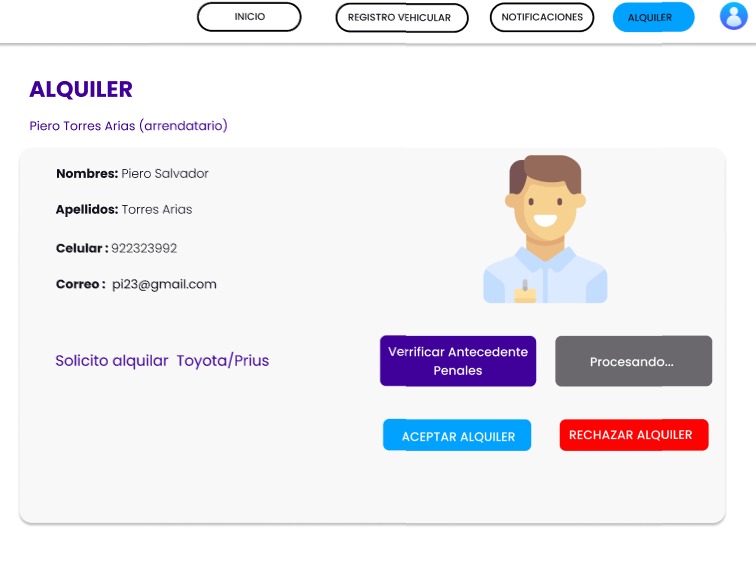 INICIO
REGISTRO VEHICULAR
NOTIFICACIONES
ALQUILER
ALQUILER
Piero Torres Arias (arrendatario)
Nombres: Piero Salvador
Apellidos: Torres Arias
Celular : 922323992
Correo : pi23@gmail.com
Solicito alquilar Toyota/Prius
Verrificar Antecedente
Penales
Procesando...
ACEPTAR ALQUILER
RECHAZAR ALQUILER